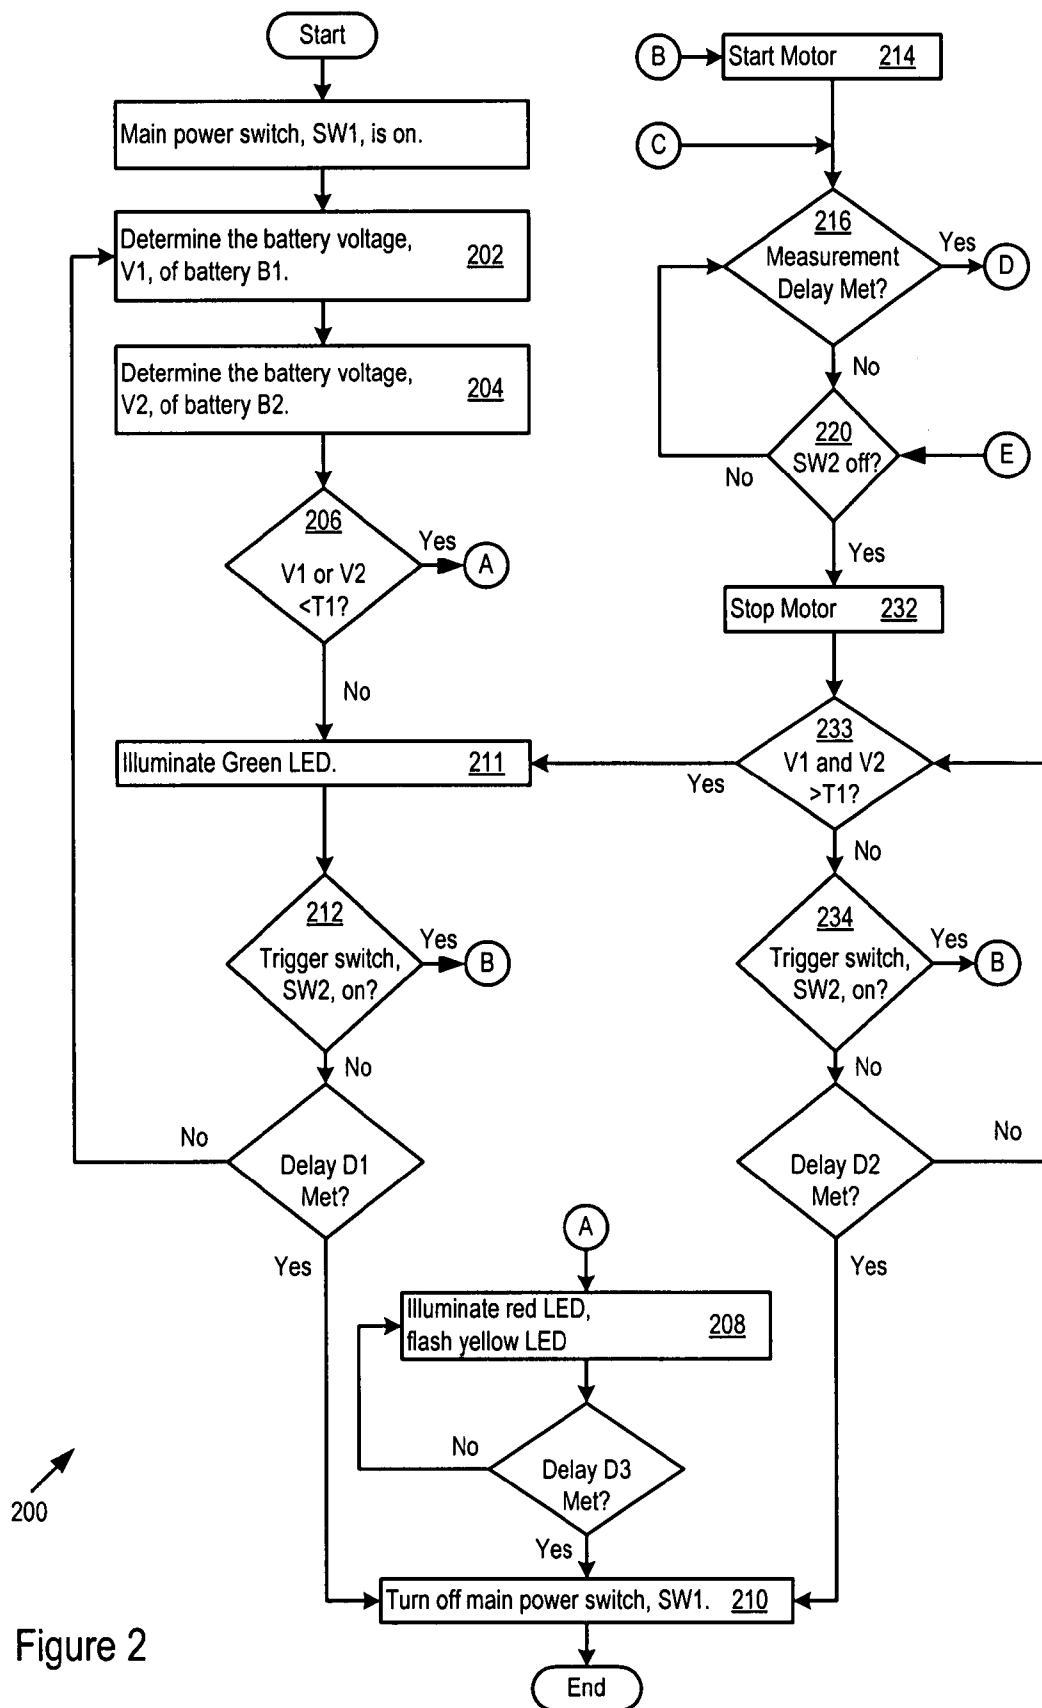 Start
Main power switch, SW1, is on.
Determine the battery voltage,
V1, of battery B1.
202
Determine the battery voltage,
V2, of battery B2.
204
206
V1 or V2
<T1?
Yes
A
No
Illuminate Green LED.
211
212
Trigger switch,
SW2, on?
Yes
B
No
Delay D1
Met?
No
Yes
B
Start Motor
214
C
216
Measurement
Delay Met?
Yes
D
No
220
SW2 off?
No
E
Yes
Stop Motor
232
233
V1 and V2
>T1?
Yes
No
234
Trigger switch,
SW2, on?
Yes
B
No
Delay D2
Met?
No
Yes
A
Illuminate red LED,
flash yellow LED
208
Delay D3
Met?
No
Yes
Turn off main power switch, SW1.
210
End
200
Figure 2